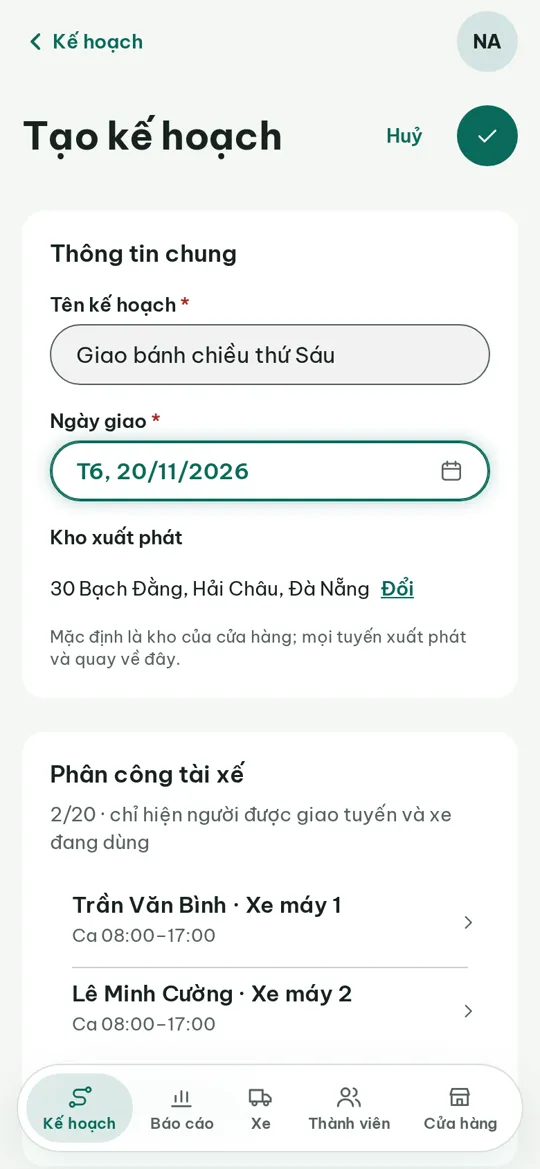 Kế hoạch
NA
Tạo kế hoạch
Huỷ
Thông tin chung
Tên kế hoạch *
Giao bánh chiều thứ Sáu
Ngày giao *
T6, 20/11/2026
Kho xuất phát
30 Bạch Đằng, Hải Châu, Đà Nẵng Đổi
Mặc định là kho của cửa hàng; mọi tuyến xuất phát
và quay về đây.
Phân công tài xế
2/20 · chỉ hiện người được giao tuyến và xe
đang dùng
Trần Văn Bình · Xe máy 1
Ca 08:00–17:00
Lê Minh Cường · Xe máy 2
Ca 08:00–17:00
Kế hoạch
Báo cáo
Xe
Thành viên
Cửa hàng